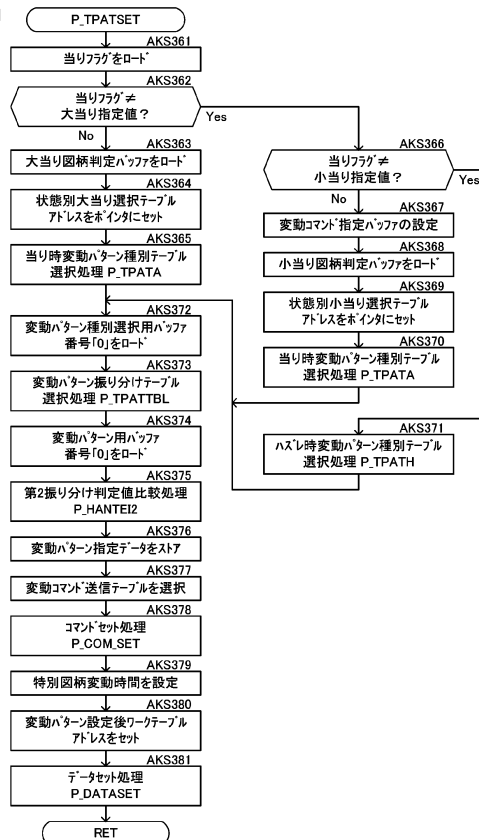 P_TPATSET
AKS361
当りフラグをロード
AKS362
当りフラグ≠
大当り指定値？
Yes
No
AKS363
大当り図柄判定バッファをロード
AKS364
状態別大当り選択テーブル
アドレスをポインタにセット
AKS365
当り時変動パターン種別テーブル
選択処理 P_TPATA
AKS366
当りフラグ≠
小当り指定値？
Yes
No
AKS367
変動コマンド指定バッファの設定
AKS368
小当り図柄判定バッファをロード
AKS369
状態別小当り選択テーブル
アドレスをポインタにセット
AKS370
当り時変動パターン種別テーブル
選択処理 P_TPATA
AKS371
ハズレ時変動パターン種別テーブル
選択処理 P_TPATH
AKS372
変動パターン種別選択用バッファ
番号「0」をロード
AKS373
変動パターン振り分けテーブル
選択処理 P_TPATTBL
AKS374
変動パターン用バッファ
番号「0」をロード
AKS375
第2振り分け判定値比較処理
P_HANTEI2
AKS376
変動パターン指定データをストア
AKS377
変動コマンド送信テーブルを選択
AKS378
コマンドセット処理
P_COM_SET
AKS379
特別図柄変動時間を設定
AKS380
変動パターン設定後ワークテーブル
アドレスをセット
AKS381
データセット処理
P_DATASET
RET